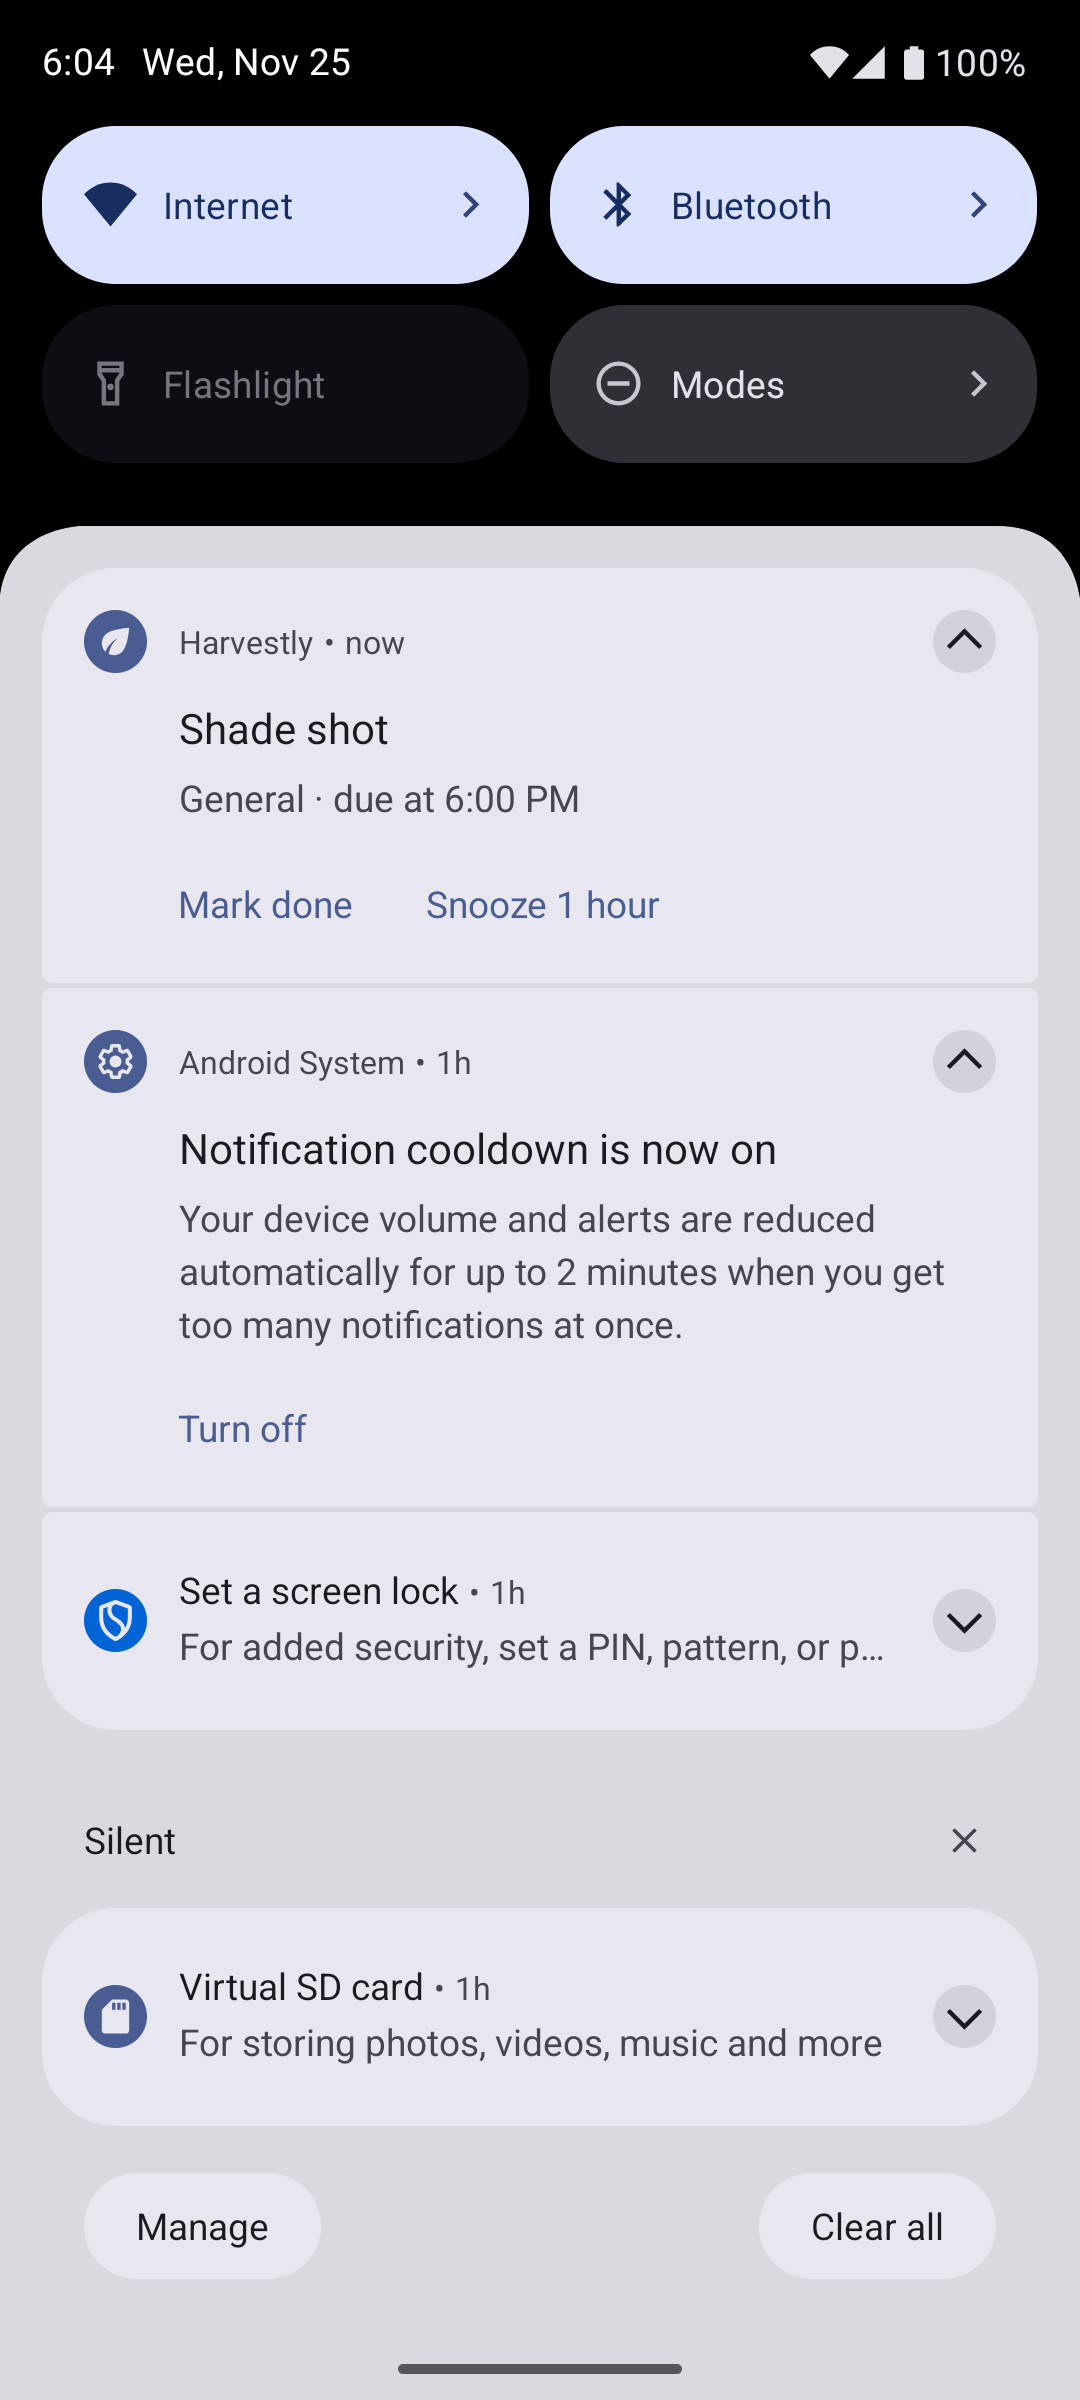 6:04 Wed, Nov 25 100%
Internet
Bluetooth
Flashlight
Modes
Harvestly • now
Shade shot
General · due at 6:00 PM
Mark done Snooze 1 hour
Android System • 1h
Notification cooldown is now on
Your device volume and alerts are reduced
automatically for up to 2 minutes when you get
too many notifications at once.
Turn off
Set a screen lock • 1h
For added security, set a PIN, pattern, or p…
Silent
Virtual SD card • 1h
For storing photos, videos, music and more
Manage
Clear all